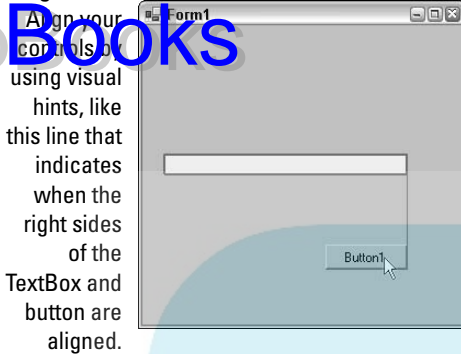 Align your
controls by
using visual
hints, like
this line that
indicates
when the
right sides
of the
TextBox and
button are
aligned.
Books
Form1
Button1